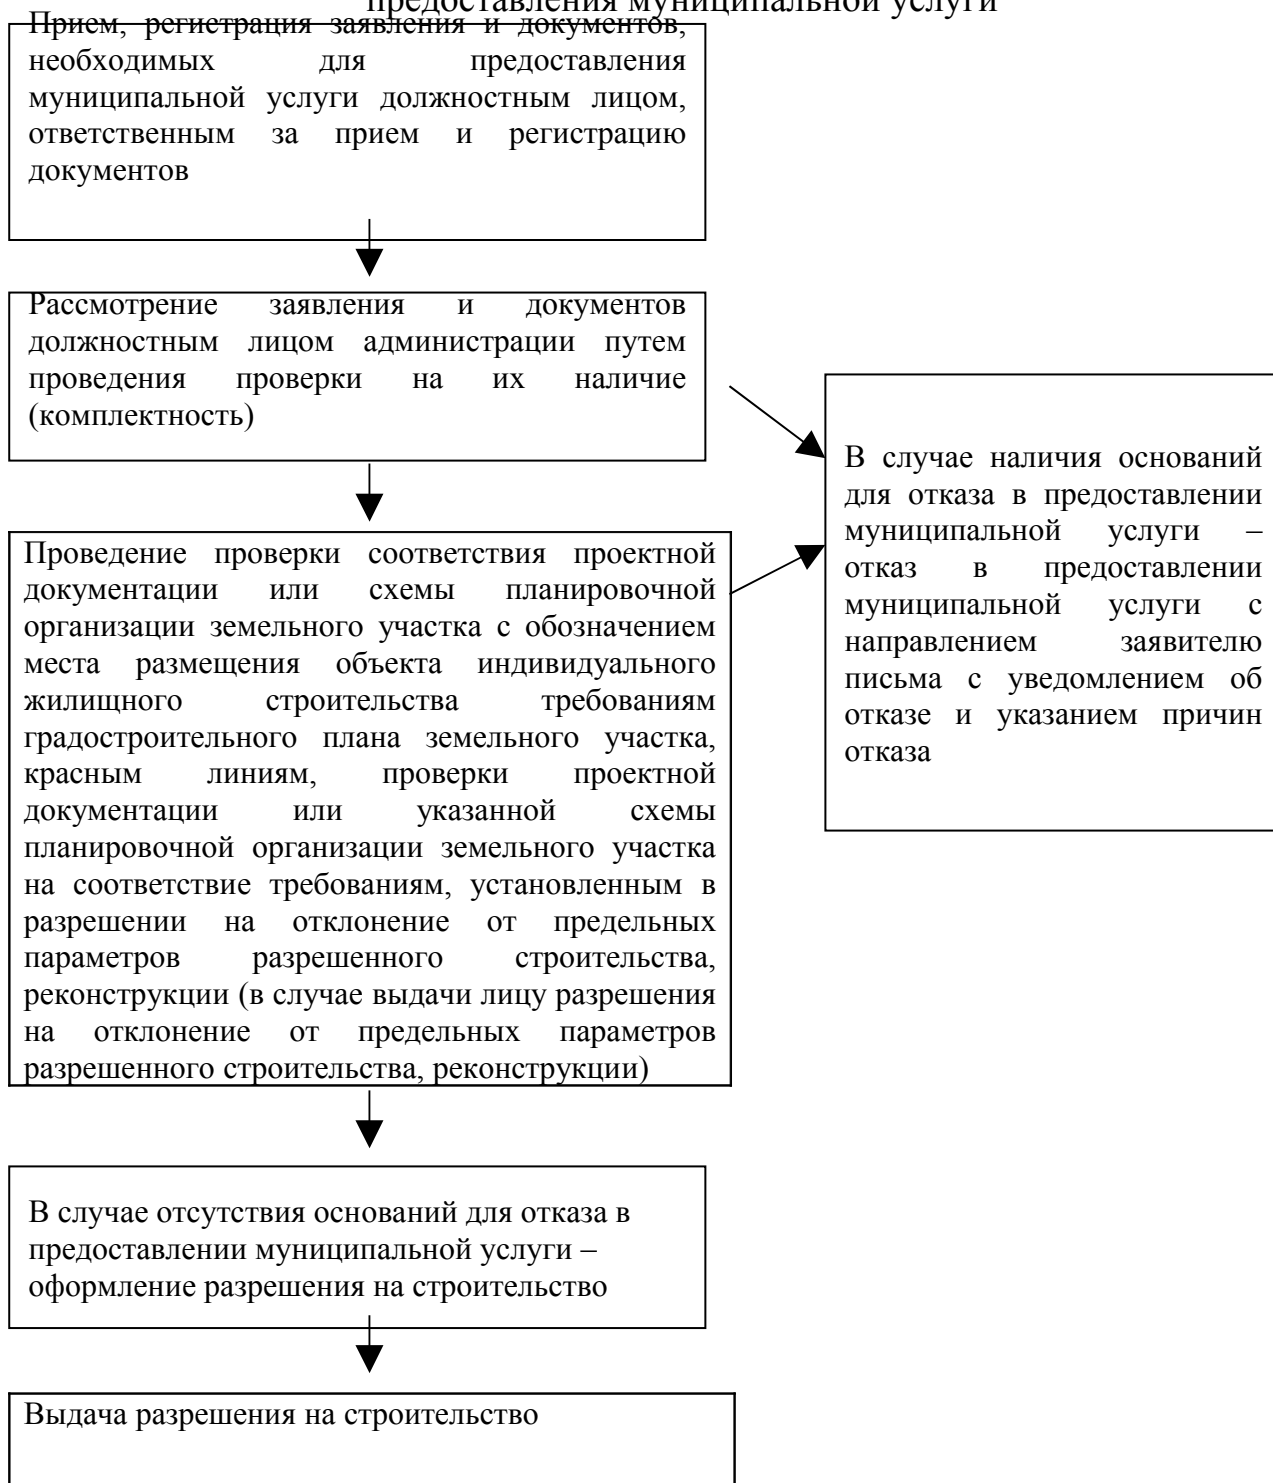 предоставления муниципальной услуги
Прием, регистрация заявления и документов,
необходимых для предоставления
муниципальной услуги должностным лицом,
ответственным за прием и регистрацию
документов
Рассмотрение заявления и документов
должностным лицом администрации путем
проведения проверки на их наличие
(комплектность)
В случае наличия оснований
для отказа в предоставлении
муниципальной услуги –
отказ в предоставлении
муниципальной услуги с
направлением заявителю
письма с уведомлением об
отказе и указанием причин
отказа
Проведение проверки соответствия проектной
документации или схемы планировочной
организации земельного участка с обозначением
места размещения объекта индивидуального
жилищного строительства требованиям
градостроительного плана земельного участка,
красным линиям, проверки проектной
документации или указанной схемы
планировочной организации земельного участка
на соответствие требованиям, установленным в
разрешении на отклонение от предельных
параметров разрешенного строительства,
реконструкции (в случае выдачи лицу разрешения
на отклонение от предельных параметров
разрешенного строительства, реконструкции)
В случае отсутствия оснований для отказа в
предоставлении муниципальной услуги –
оформление разрешения на строительство
Выдача разрешения на строительство